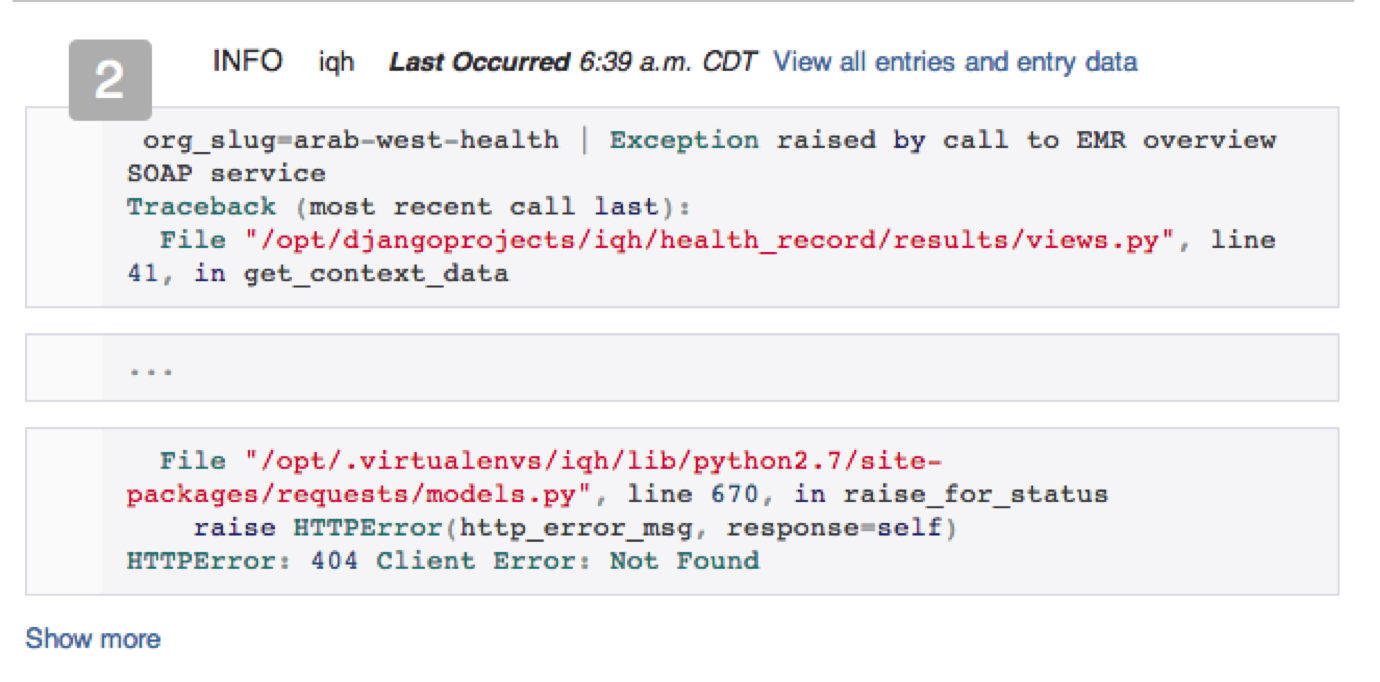 2 INFO iqh Last Occurred 6:39 a.m. CDT View all entries and entry data
org_slug=arab-west-health | Exception raised by call to EMR overview
SOAP service
Traceback (most recent call last):
File "/opt/djangoprojects/iqh/health_record/results/views.py", line
41, in get_context_data
...
File "/opt/.virtualenvs/iqh/lib/python2.7/site-
packages/requests/models.py", line 670, in raise_for_status
raise HTTPError(http_error_msg, response=self)
HTTPError: 404 Client Error: Not Found
Show more